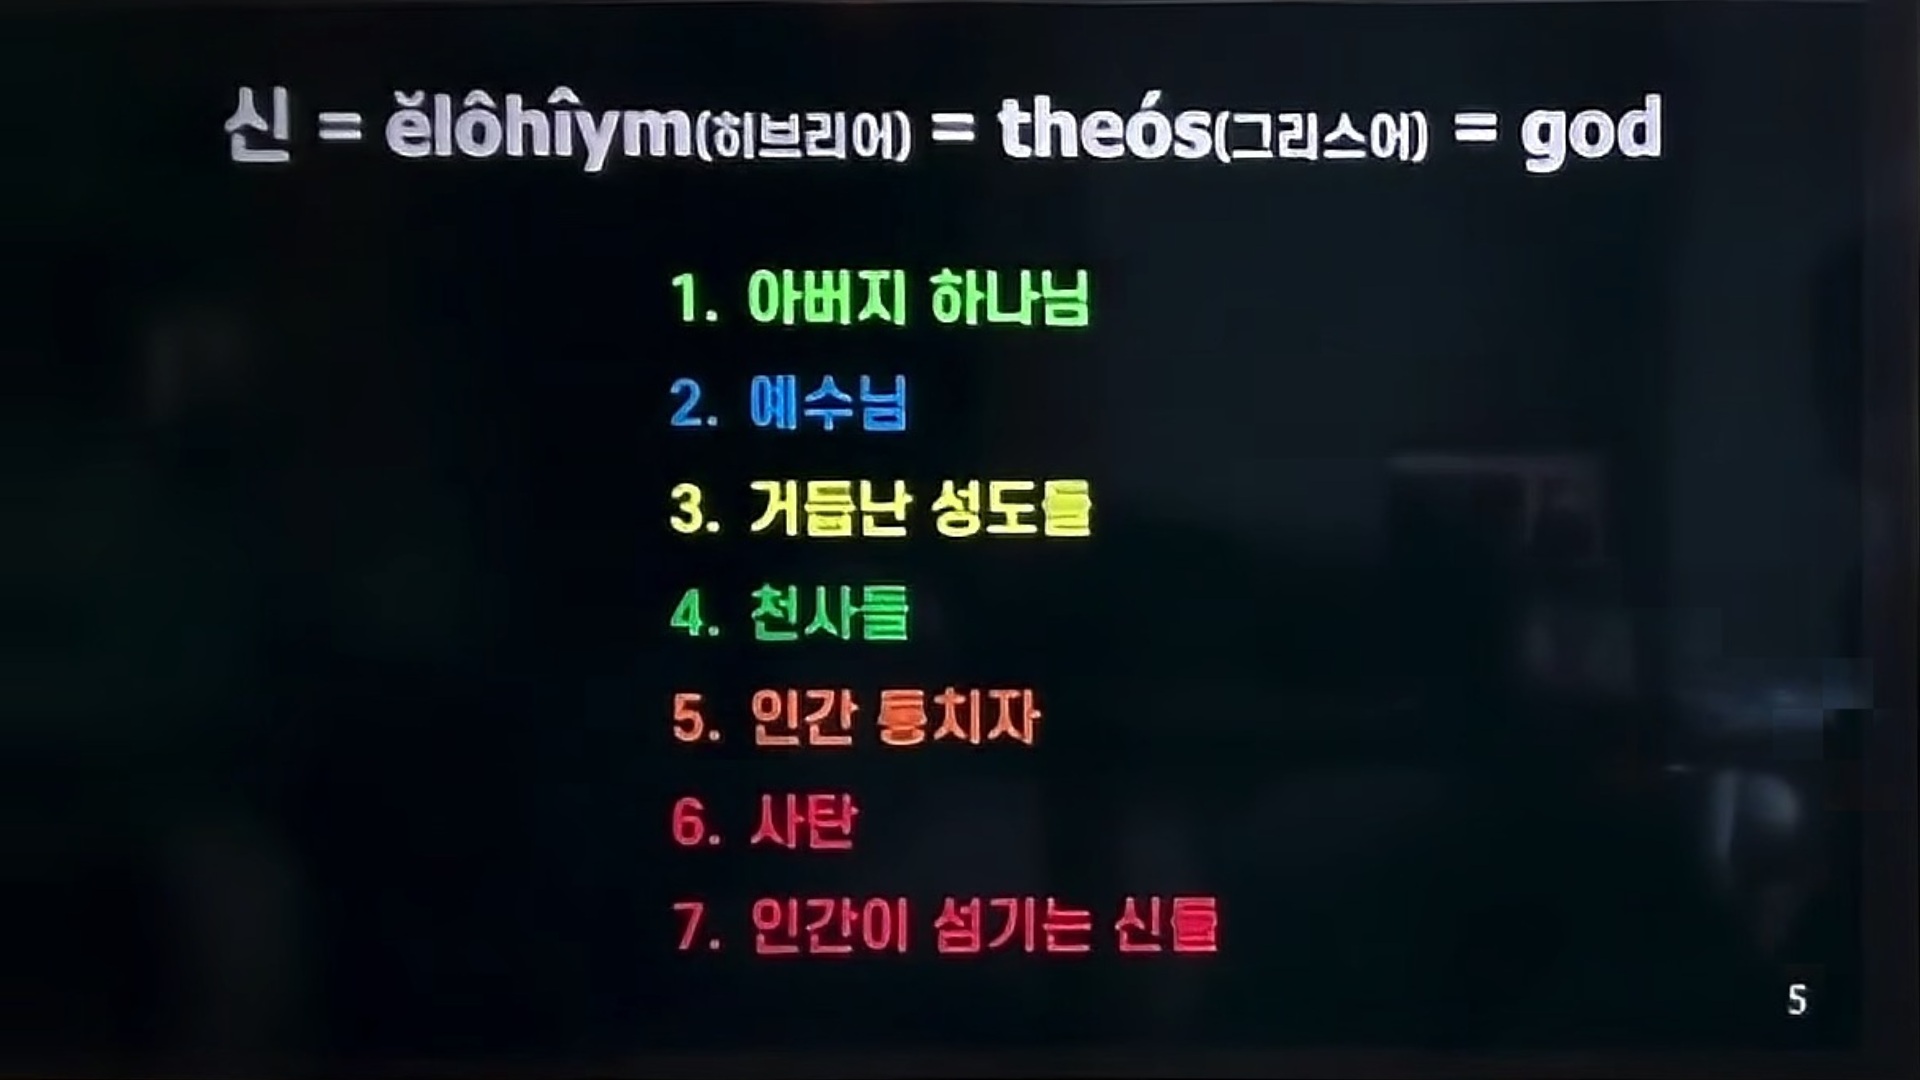 신 = ĕlôhîym(히브리어) = theós(그리스어) = god
1. 아버지 하나님
2. 예수님
3. 거듭난 성도들
4. 천사들
5. 인간 통치자
6. 사탄
7. 인간이 섬기는 신들
5